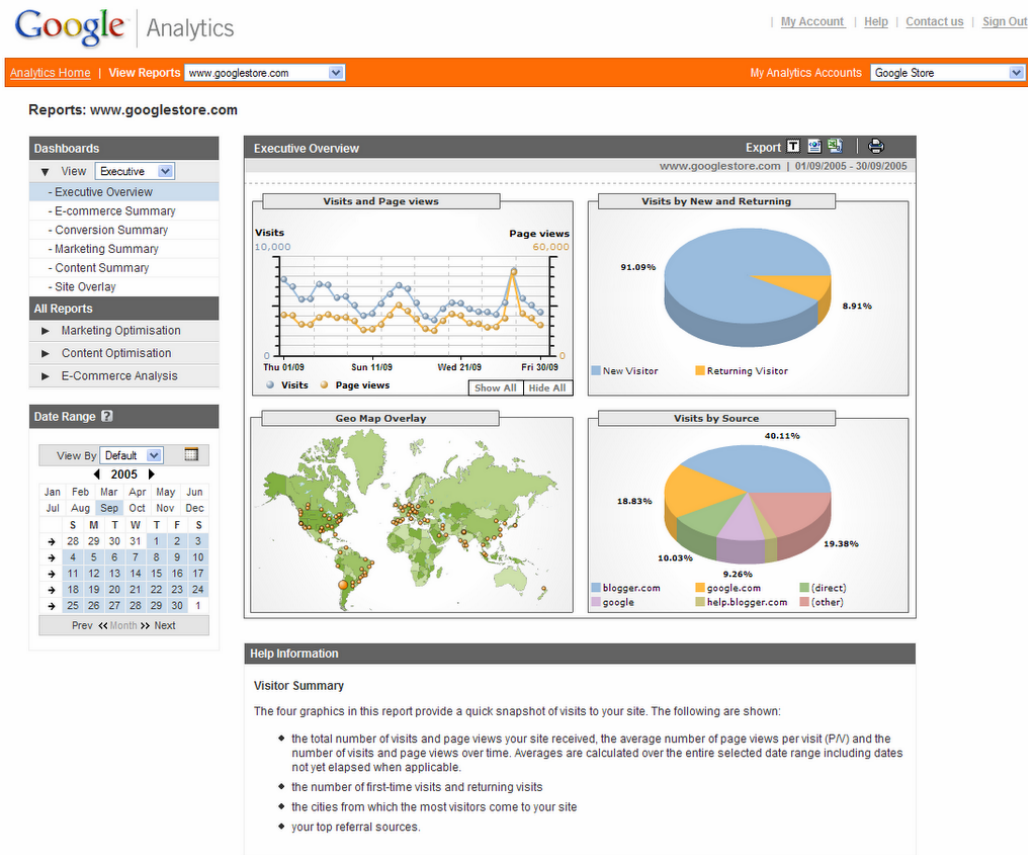 Google Analytics
| My Account | Help | Contact us | Sign Out
Analytics Home | View Reports www.googlestore.com
My Analytics Accounts Google Store
Reports: www.googlestore.com
Dashboards
View Executive
- Executive Overview
- E-commerce Summary
- Conversion Summary
- Marketing Summary
- Content Summary
- Site Overlay
All Reports
Marketing Optimisation
Content Optimisation
E-Commerce Analysis
Date Range ?
View By Default
2005
Jan Feb Mar Apr May Jun
Jul Aug Sep Oct Nov Dec
S M T W T F S
28 29 30 31 1 2 3
4 5 6 7 8 9 10
11 12 13 14 15 16 17
18 19 20 21 22 23 24
25 26 27 28 29 30 1
Prev << Month >> Next
Executive Overview
Export T
www.googlestore.com | 01/09/2005 - 30/09/2005
Visits and Page views
Visits Page views
10,000 60,000
0 0
Thu 01/09 Sun 11/09 Wed 21/09 Fri 30/09
Visits Page views
Show All Hide All
Visits by New and Returning
91.09%
8.91%
New Visitor Returning Visitor
Geo Map Overlay
Visits by Source
40.11%
18.83%
19.38%
10.03%
9.26%
blogger.com google.com (direct)
google help.blogger.com (other)
Help Information
Visitor Summary
The four graphics in this report provide a quick snapshot of visits to your site. The following are shown:
the total number of visits and page views your site received, the average number of page views per visit (P/V) and the
number of visits and page views over time. Averages are calculated over the entire selected date range including dates
not yet elapsed when applicable.
the number of first-time visits and returning visits
the cities from which the most visitors come to your site
your top referral sources.